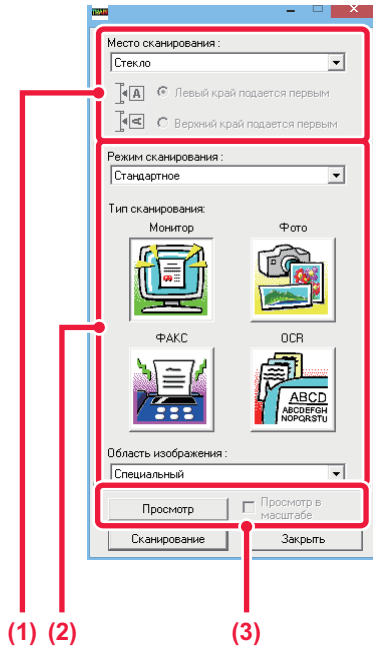 Место сканирования :
Стекло
A Левый край подается первым
A Верхний край подается первым
Режим сканирования :
Стандартное
Тип сканирования:
Монитор Фото
ФАКС OCR
ABCD
ABCDEFGH
NOPQRSTU
Область изображения :
Специальный
Просмотр Просмотр в масштабе
Сканирование Закрыть
(1) (2) (3)